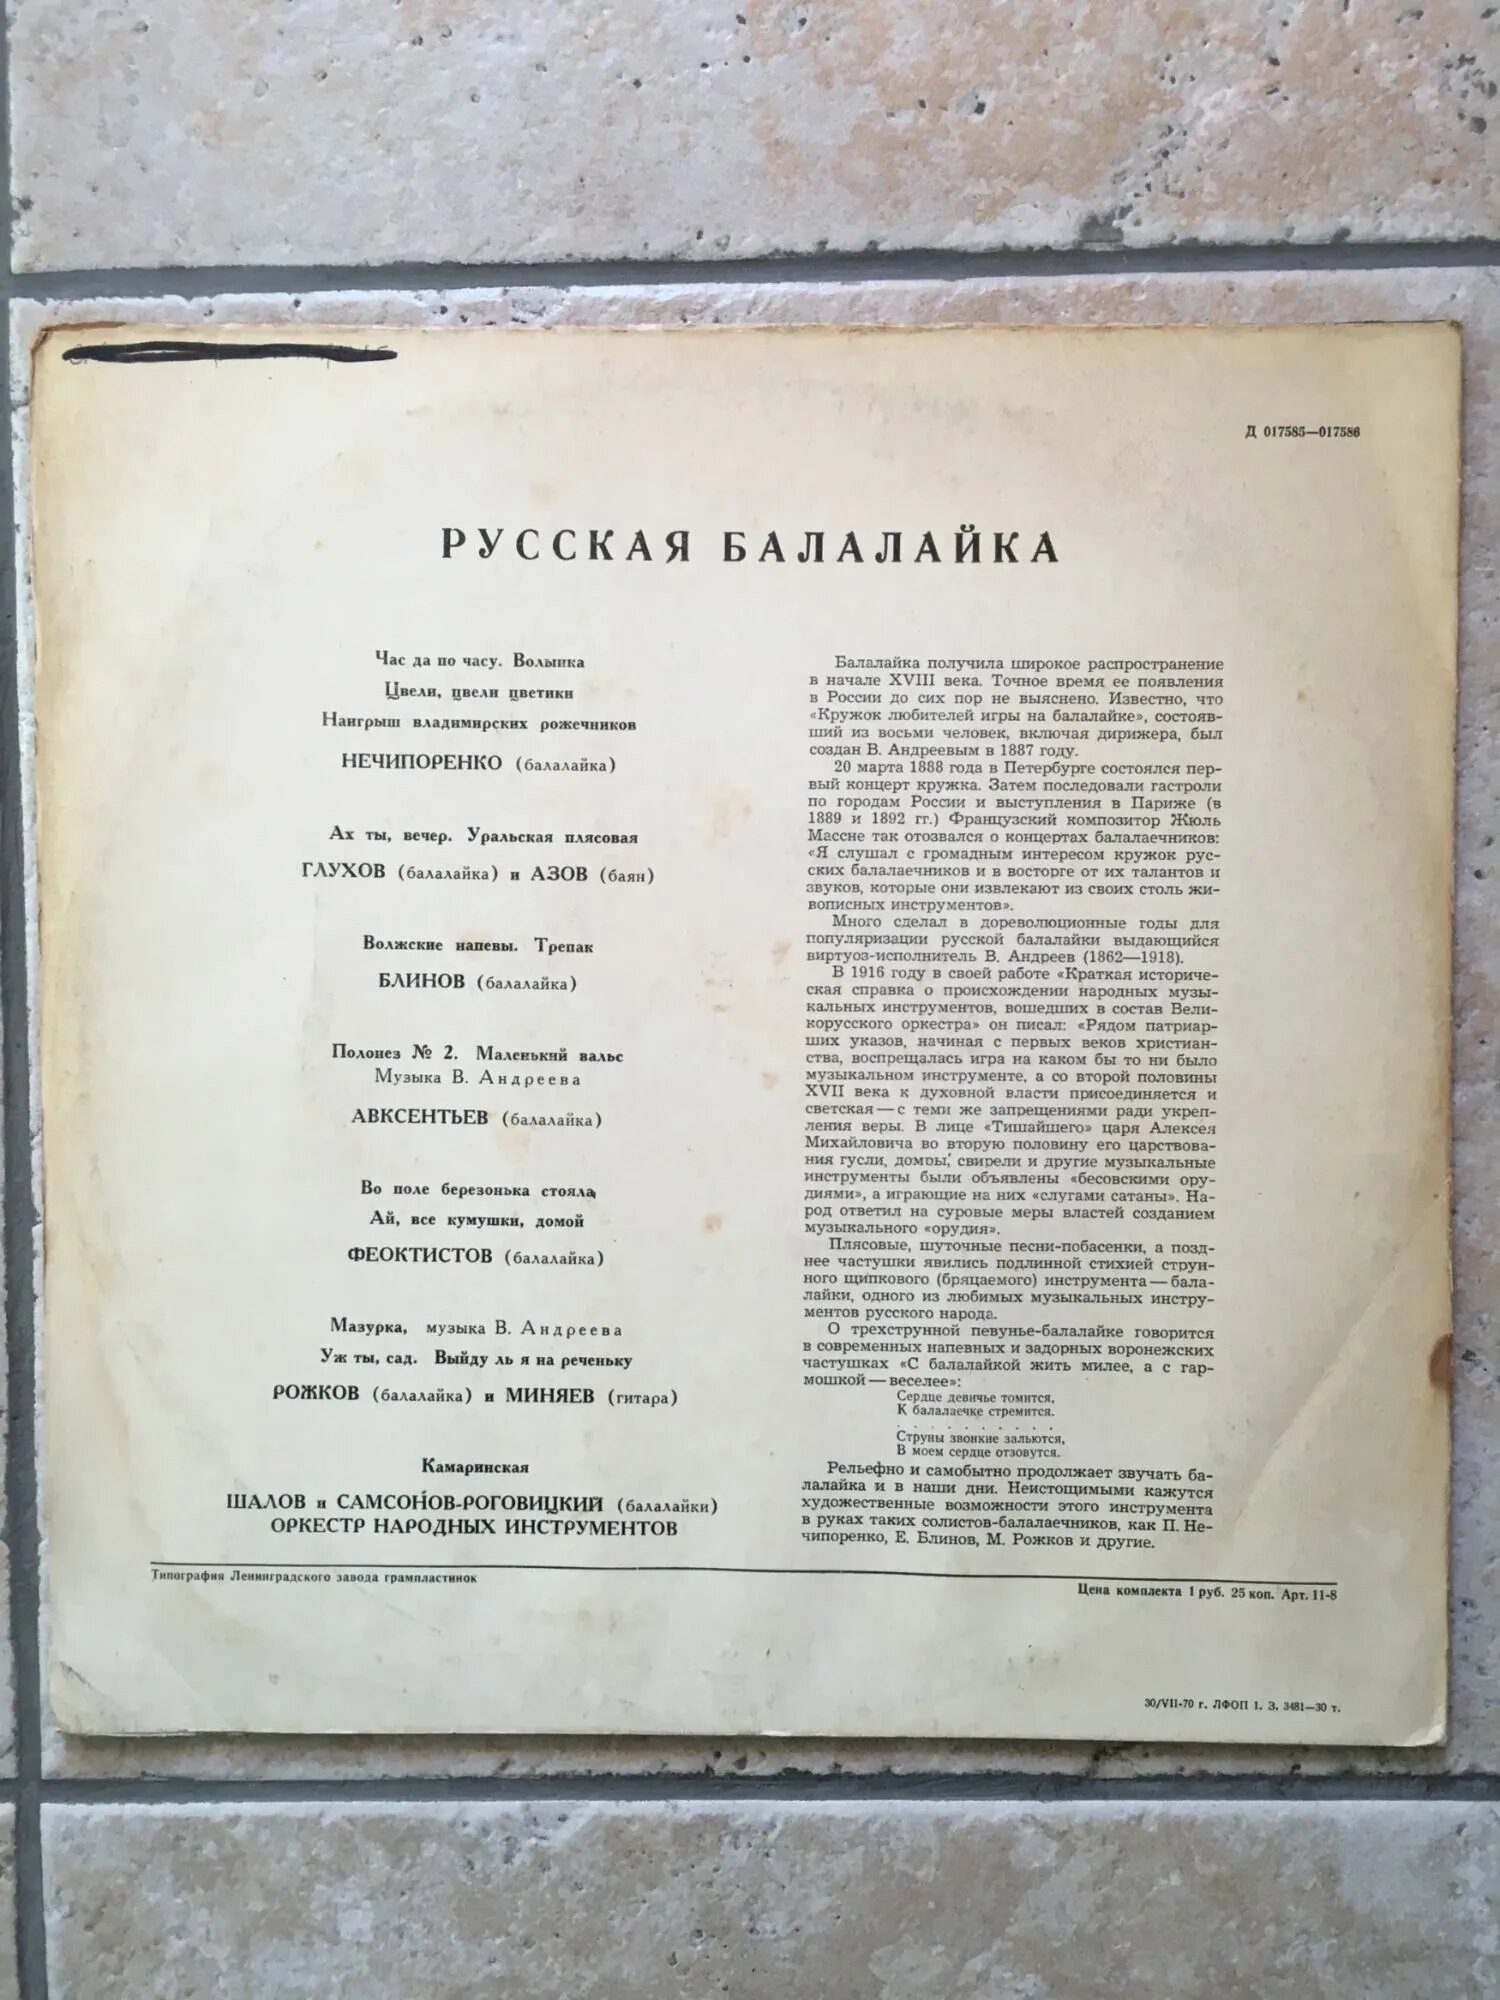 Д 017585—017586
РУССКАЯ БАЛАЛАЙКА
Час да по часу. Волынка
Цвели, цвели цветики
Наигрыш владимирских рожечников
НЕЧИПОРЕНКО (балалайка)
Ах ты, вечер. Уральская плясовая
ГЛУХОВ (балалайка) и АЗОВ (баян)
Волжские напевы. Трепак
БЛИНОВ (балалайка)
Полонез № 2. Маленький вальс
Музыка В. Андреева
АВКСЕНТЬЕВ (балалайка)
Во поле березонька стояла
Ай, все кумушки, домой
ФЕОКТИСТОВ (балалайка)
Мазурка, музыка В. Андреева
Уж ты, сад. Выйду ль я на реченьку
РОЖКОВ (балалайка) и МИНЯЕВ (гитара)
Камаринская
ШАЛОВ и САМСОНОВ-РОГОВИЦКИЙ (балалайки)
ОРКЕСТР НАРОДНЫХ ИНСТРУМЕНТОВ
Балалайка получила широкое распространение
в начале XVIII века. Точное время ее появления
в России до сих пор не выяснено. Известно, что
«Кружок любителей игры на балалайке», состояв-
ший из восьми человек, включая дирижера, был
создан В. Андреевым в 1887 году.
20 марта 1888 года в Петербурге состоялся пер-
вый концерт кружка. Затем последовали гастроли
по городам России и выступления в Париже (в
1889 и 1892 гг.) Французский композитор Жюль
Массне так отозвался о концертах балалаечников:
«Я слушал с громадным интересом кружок рус-
ских балалаечников и в восторге от их талантов и
звуков, которые они извлекают из своих столь жи-
вописных инструментов».
Много сделал в дореволюционные годы для
популяризации русской балалайки выдающийся
виртуоз-исполнитель В. Андреев (1862—1918).
В 1916 году в своей работе «Краткая историче-
ская справка о происхождении народных музы-
кальных инструментов, вошедших в состав Вели-
корусского оркестра» он писал: «Рядом патриар-
ших указов, начиная с первых веков христиан-
ства, воспрещалась игра на каком бы то ни было
музыкальном инструменте, а со второй половины
XVII века к духовной власти присоединяется и
светская — с теми же запрещениями ради укреп-
ления веры. В лице «Тишайшего» царя Алексея
Михайловича во вторую половину его царствова-
ния гусли, домры, свирели и другие музыкальные
инструменты были объявлены «бесовскими ору-
диями», а играющие на них «слугами сатаны». На-
род ответил на суровые меры властей созданием
музыкального «орудия».
Плясовые, шуточные песни-побасенки, а позд-
нее частушки явились подлинной стихией струн-
ного щипкового (бряцаемого) инструмента — бала-
лайки, одного из любимых музыкальных инстру-
ментов русского народа.
О трехструнной певунье-балалайке говорится
в современных напевных и задорных воронежских
частушках «С балалайкой жить милее, а с гар-
мошкой — веселее»:
Сердце девичье томится,
К балалаечке стремится.
. . . . . . . . . .
Струны звонкие зальются,
В моем сердце отзовутся.
Рельефно и самобытно продолжает звучать ба-
лалайка и в наши дни. Неистощимыми кажутся
художественные возможности этого инструмента
в руках таких солистов-балалаечников, как П. Не-
чипоренко, Е. Блинов, М. Рожков и другие.
Типография Ленинградского завода грампластинок
Цена комплекта 1 руб. 25 коп. Арт. 11-8
30/VII-70 г. ЛФОП 1. З. 3481—30 т.